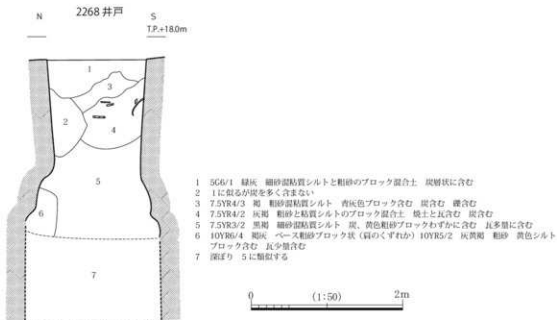 2268 井戸
N S
T.P.+18.0m
1
3
2
4
5
6
7
1 5G6/1 緑灰 細砂混粘質シルトと粗砂のブロック混合土 炭層状に含む
2 1に似るが炭を多く含まない
3 7.5YR4/3 褐 粗砂混粘質シルト 青灰色ブロック含む 炭含む 礫含む
4 7.5YR4/2 灰褐 粗砂と粘質シルトのブロック混合土 焼土と瓦含む 炭含む
5 7.5YR3/2 黒褐 細砂混粘質シルト 炭、黄色粗砂ブロックわずかに含む 瓦多量に含む
6 10YR6/4 褐灰 ベース粗砂ブロック状（肩のくずれか）10YR5/2 灰黄褐 粗砂 黄色シルト
ブロック含む 瓦少量含む
7 深ぼり 5に類似する
0 (1:50) 2m